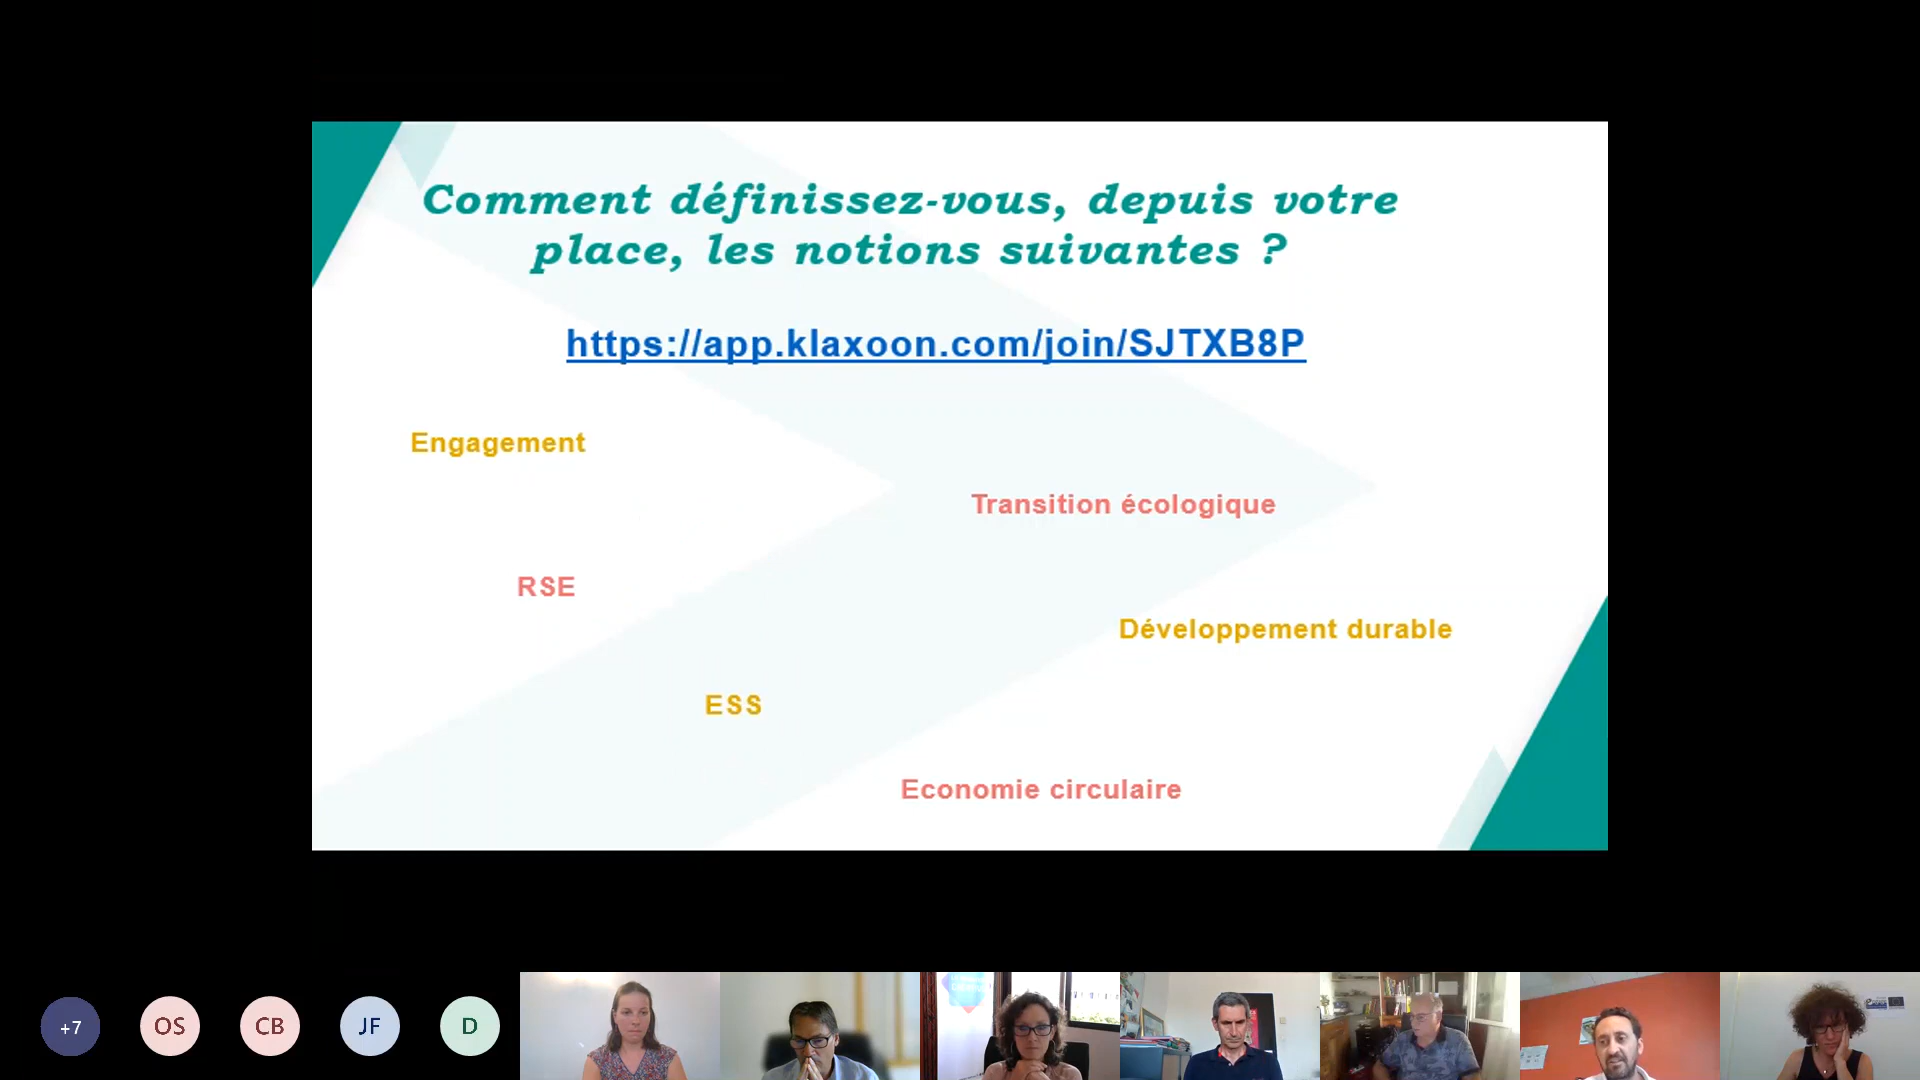 Comment définissez-vous, depuis votre
place, les notions suivantes ?
https://app.klaxoon.com/join/SJTXB8P
Engagement
Transition écologique
RSE
Développement durable
ESS
Economie circulaire
+7
OS
CB
JF
D